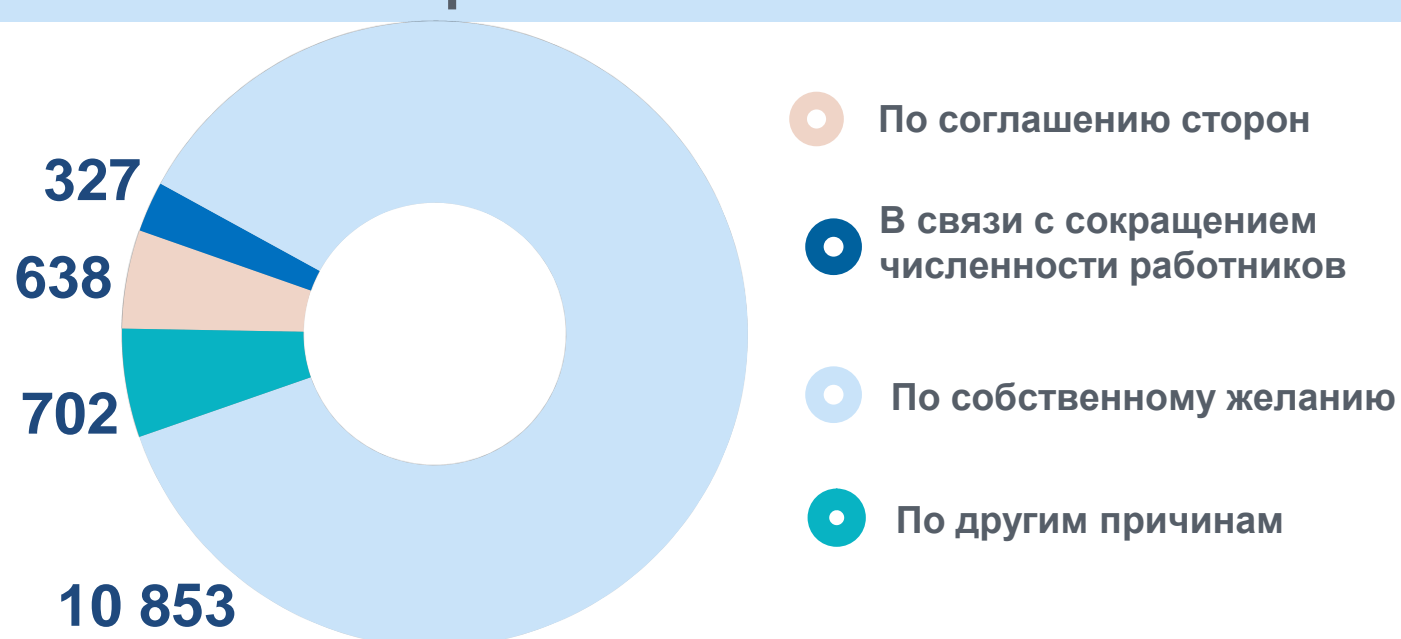 327
638
702
10 853
По соглашению сторон
В связи с сокращением
численности работников
По собственному желанию
По другим причинам